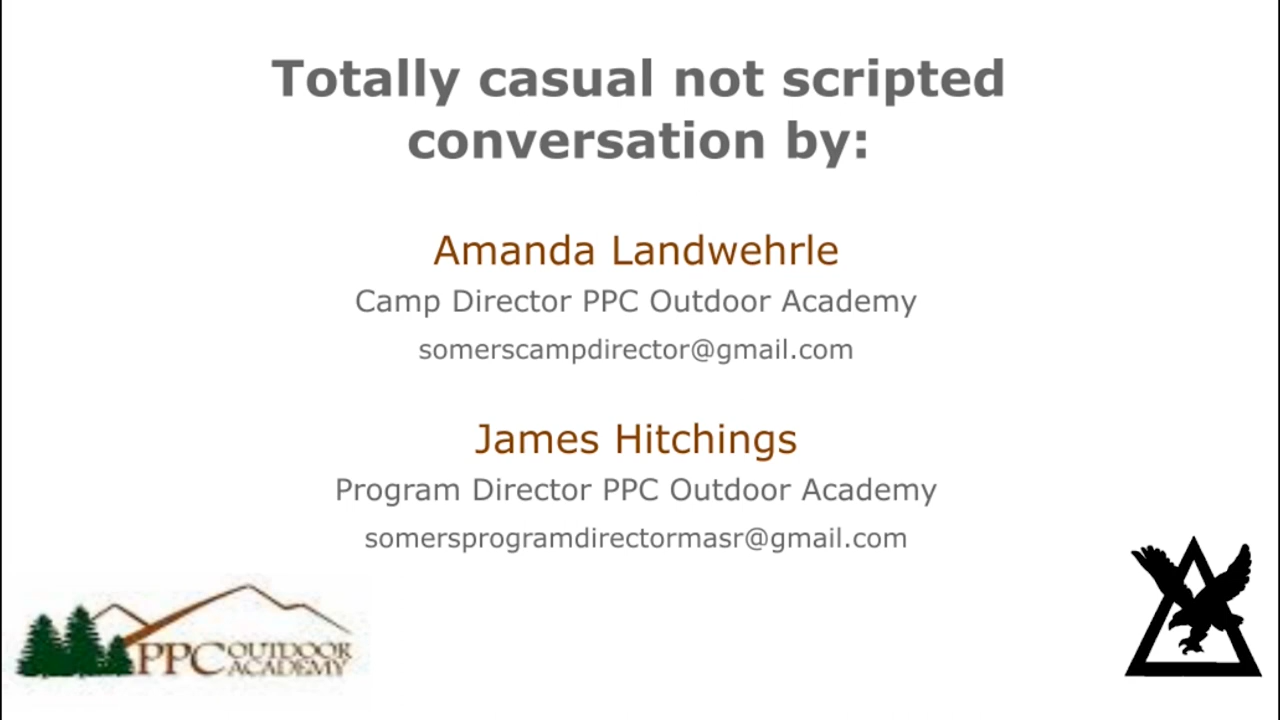 Totally casual not scripted
conversation by:
Amanda Landwehrle
Camp Director PPC Outdoor Academy
somerscampdirector@gmail.com
James Hitchings
Program Director PPC Outdoor Academy
somersprogramdirectormasr@gmail.com
PPC OUTDOOR
ACADEMY